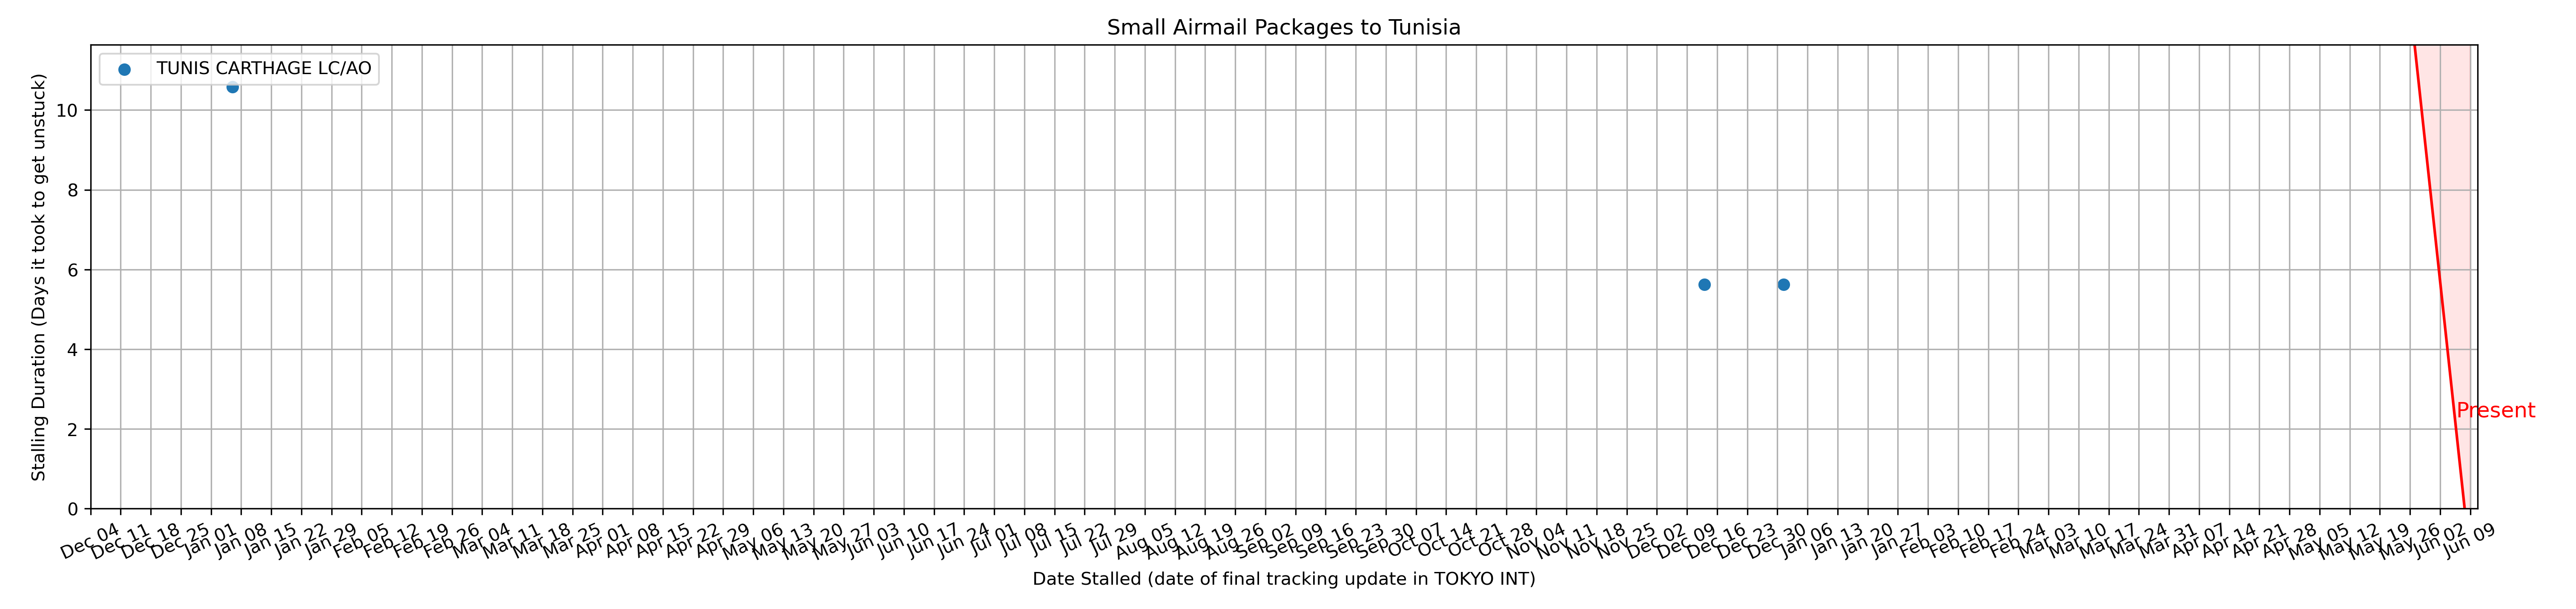 Small Airmail Packages to Tunisia
TUNIS CARTHAGE LC/AO
Stalling Duration (Days it took to get unstuck)
10
8
6
4
2
0
Present
Dec 04
Dec 11
Dec 18
Dec 25
Jan 01
Jan 08
Jan 15
Jan 22
Jan 29
Feb 05
Feb 12
Feb 19
Feb 26
Mar 04
Mar 11
Mar 18
Mar 25
Apr 01
Apr 08
Apr 15
Apr 22
Apr 29
May 06
May 13
May 20
May 27
Jun 03
Jun 10
Jun 17
Jun 24
Jul 01
Jul 08
Jul 15
Jul 22
Jul 29
Aug 05
Aug 12
Aug 19
Aug 26
Sep 02
Sep 09
Sep 16
Sep 23
Sep 30
Oct 07
Oct 14
Oct 21
Oct 28
Nov 04
Nov 11
Nov 18
Nov 25
Dec 02
Dec 09
Dec 16
Dec 23
Dec 30
Jan 06
Jan 13
Jan 20
Jan 27
Feb 03
Feb 10
Feb 17
Feb 24
Mar 03
Mar 10
Mar 17
Mar 24
Mar 31
Apr 07
Apr 14
Apr 21
Apr 28
May 05
May 12
May 19
May 26
Jun 02
Jun 09
Date Stalled (date of final tracking update in TOKYO INT)